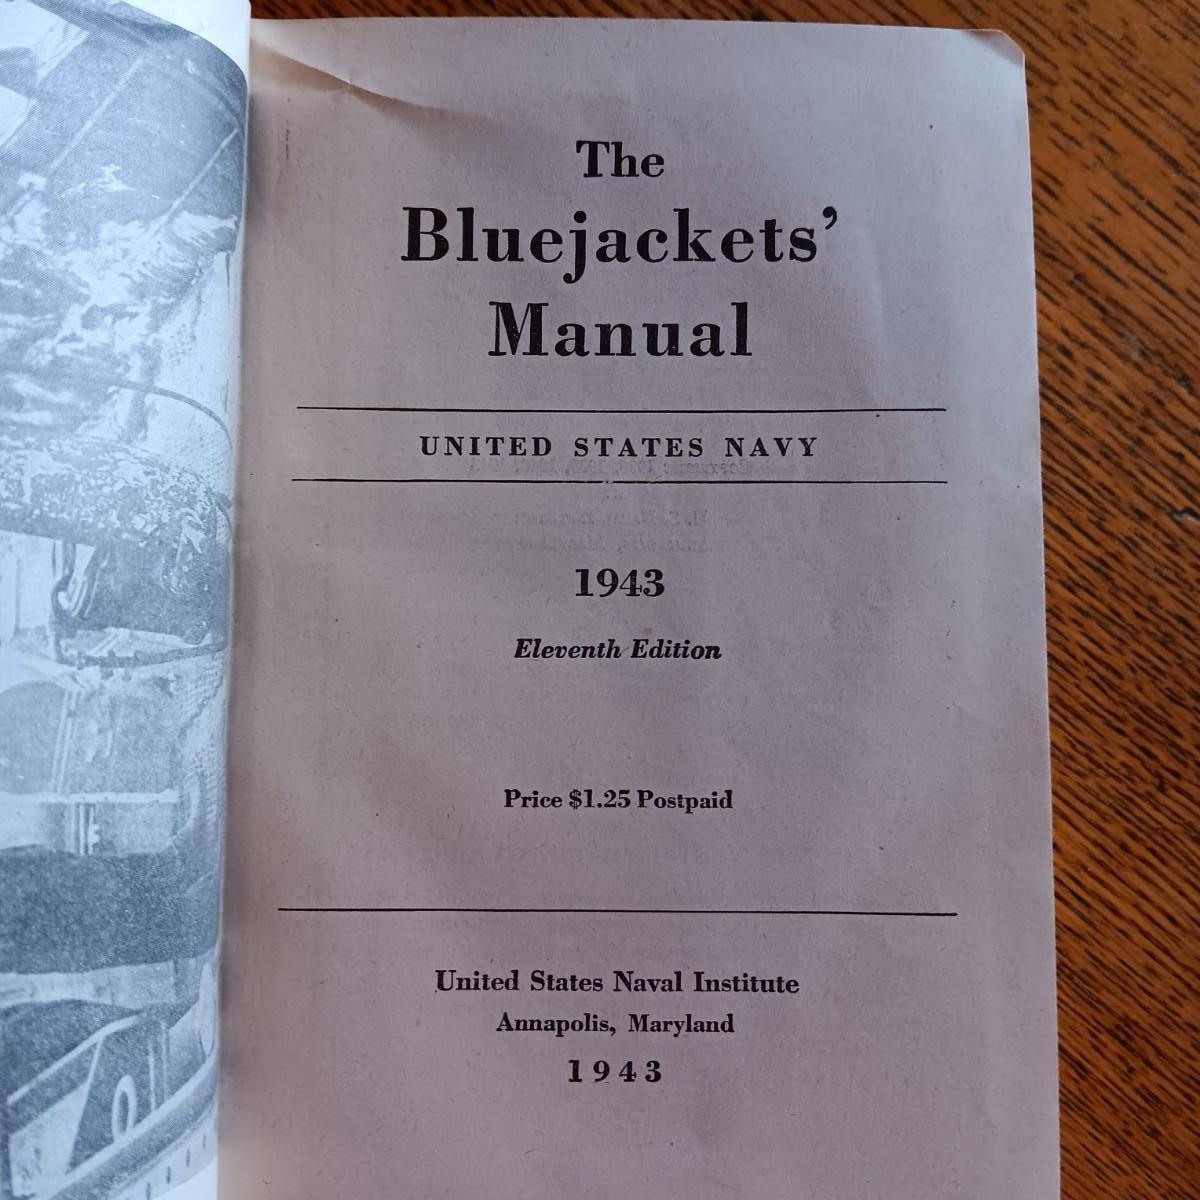 The
Bluejackets’
Manual
UNITED STATES NAVY
1943
Eleventh Edition
Price $1.25 Postpaid
United States Naval Institute
Annapolis, Maryland
1943